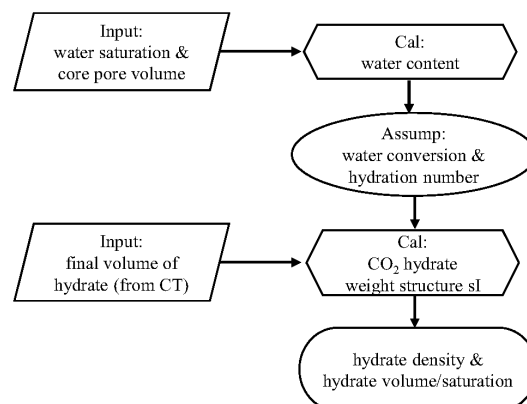 Input:
water saturation &
core pore volume
Cal:
water content
Assump:
water conversion &
hydration number
Input:
final volume of
hydrate (from CT)
Cal:
CO₂ hydrate
weight structure sI
hydrate density &
hydrate volume/saturation